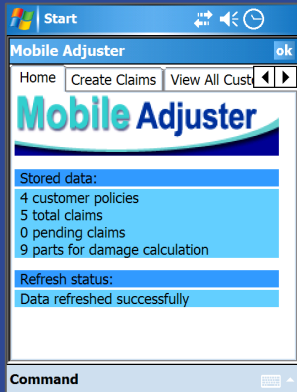 Start
Mobile Adjuster ok
Home Create Claims View All Cust
Mobile Adjuster
Stored data:
4 customer policies
5 total claims
0 pending claims
9 parts for damage calculation
Refresh status:
Data refreshed successfully
Command